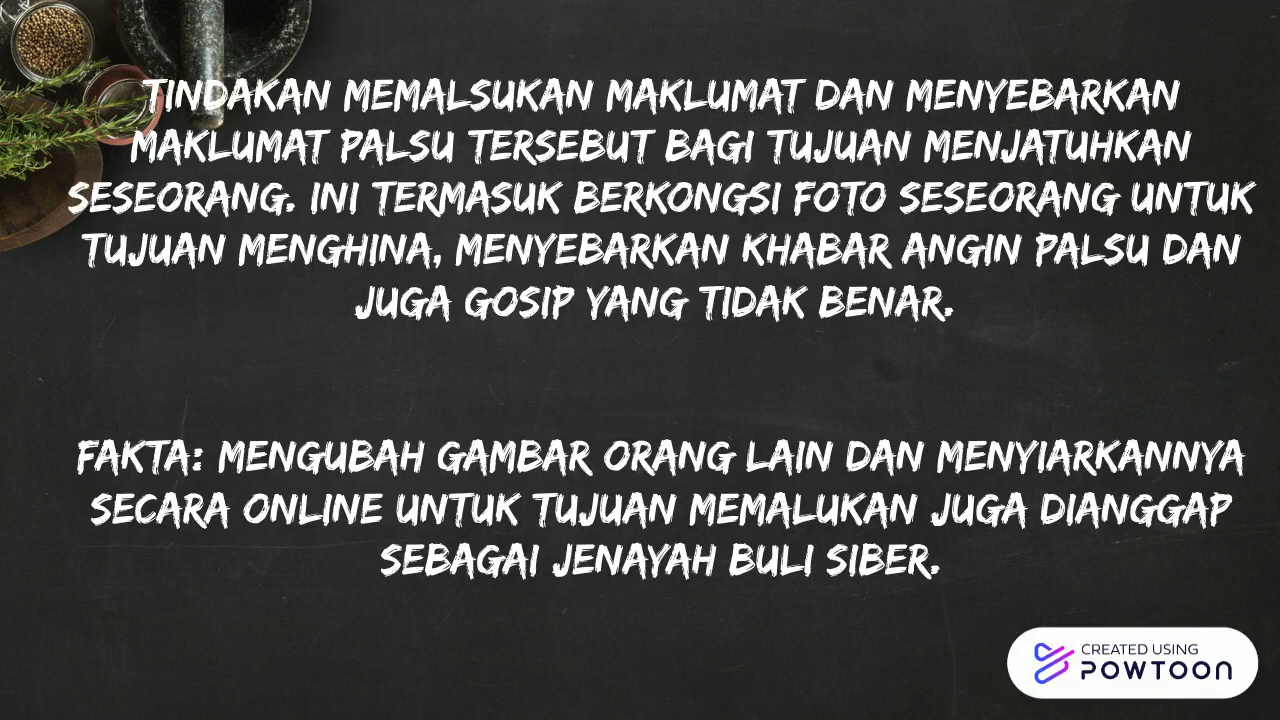 TINDAKAN MEMALSUKAN MAKLUMAT DAN MENYEBARKAN
MAKLUMAT PALSU TERSEBUT BAGI TUJUAN MENJATUHKAN
SESEORANG. INI TERMASUK BERKONGSI FOTO SESEORANG UNTUK
TUJUAN MENGHINA, MENYEBARKAN KHABAR ANGIN PALSU DAN
JUGA GOSIP YANG TIDAK BENAR.
FAKTA: MENGUBAH GAMBAR ORANG LAIN DAN MENYIARKANNYA
SECARA ONLINE UNTUK TUJUAN MEMALUKAN JUGA DIANGGAP
SEBAGAI JENAYAH BULI SIBER.
CREATED USING
POWTOON